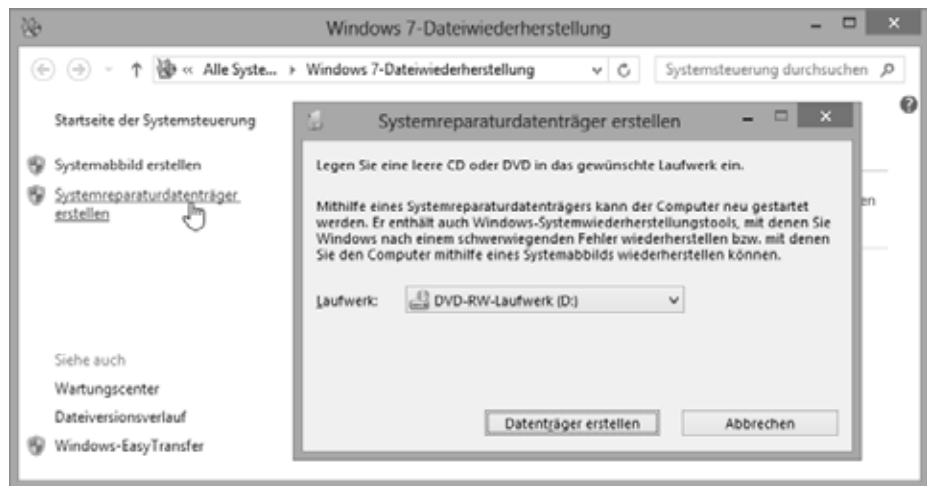 Windows 7-Dateiwiederherstellung
« Alle Syste... Windows 7-Dateiwiederherstellung Systemsteuerung durchsuchen
Startseite der Systemsteuerung
Systemabbild erstellen
Systemreparaturdatenträger
erstellen
Siehe auch
Wartungscenter
Dateiversionsverlauf
Windows-EasyTransfer
Systemreparaturdatenträger erstellen
Legen Sie eine leere CD oder DVD in das gewünschte Laufwerk ein.
Mithilfe eines Systemreparaturdatenträgers kann der Computer neu gestartet
werden. Er enthält auch Windows-Systemwiederherstellungstools, mit denen Sie
Windows nach einem schwerwiegenden Fehler wiederherstellen bzw. mit denen
Sie den Computer mithilfe eines Systemabbilds wiederherstellen können.
Laufwerk: DVD-RW-Laufwerk (D:)
Datenträger erstellen Abbrechen
en